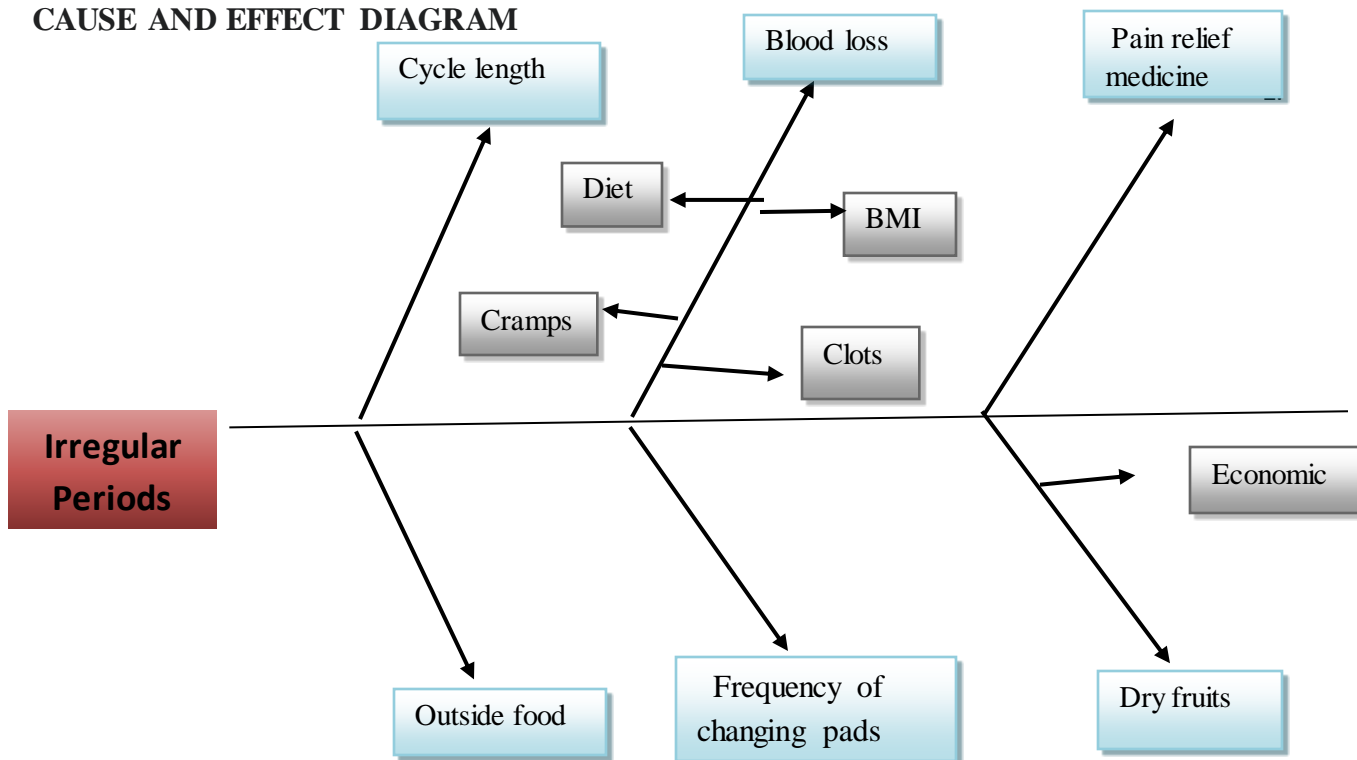 CAUSE AND EFFECT DIAGRAM
Cycle length
Blood loss
Pain relief
medicine
Diet
BMI
Cramps
Clots
Irregular
Periods
Economic
Outside food
Frequency of
changing pads
Dry fruits